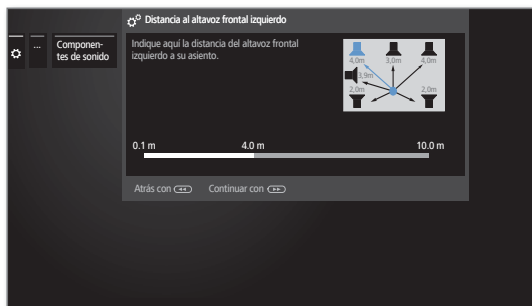 Distancia al altavoz frontal izquierdo
... Componen-
tes de sonido
Indique aquí la distancia del altavoz frontal
izquierdo a su asiento.
4,0m 3,0m 4,0m
3,9m
2,0m 2,0m
0.1 m 4.0 m 10.0 m
Atrás con Continuar con